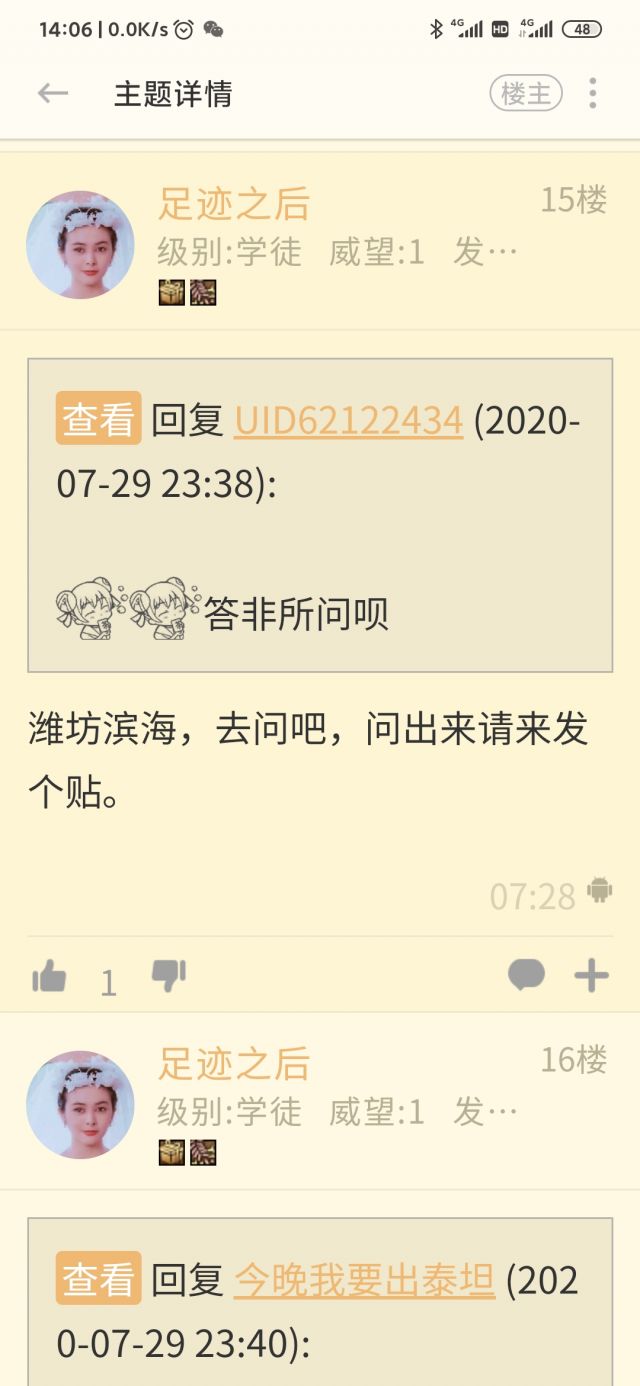 14:06 | 0.0K/s 4G HD 4G 48
主题详情 楼主
足迹之后 15楼
级别:学徒 威望:1 发…
查看 回复 UID62122434 (2020-
07-29 23:38):
答非所问呗
潍坊滨海，去问吧，问出来请来发
个贴。
07:28
1
足迹之后 16楼
级别:学徒 威望:1 发…
查看 回复 今晚我要出泰坦 (202
0-07-29 23:40):